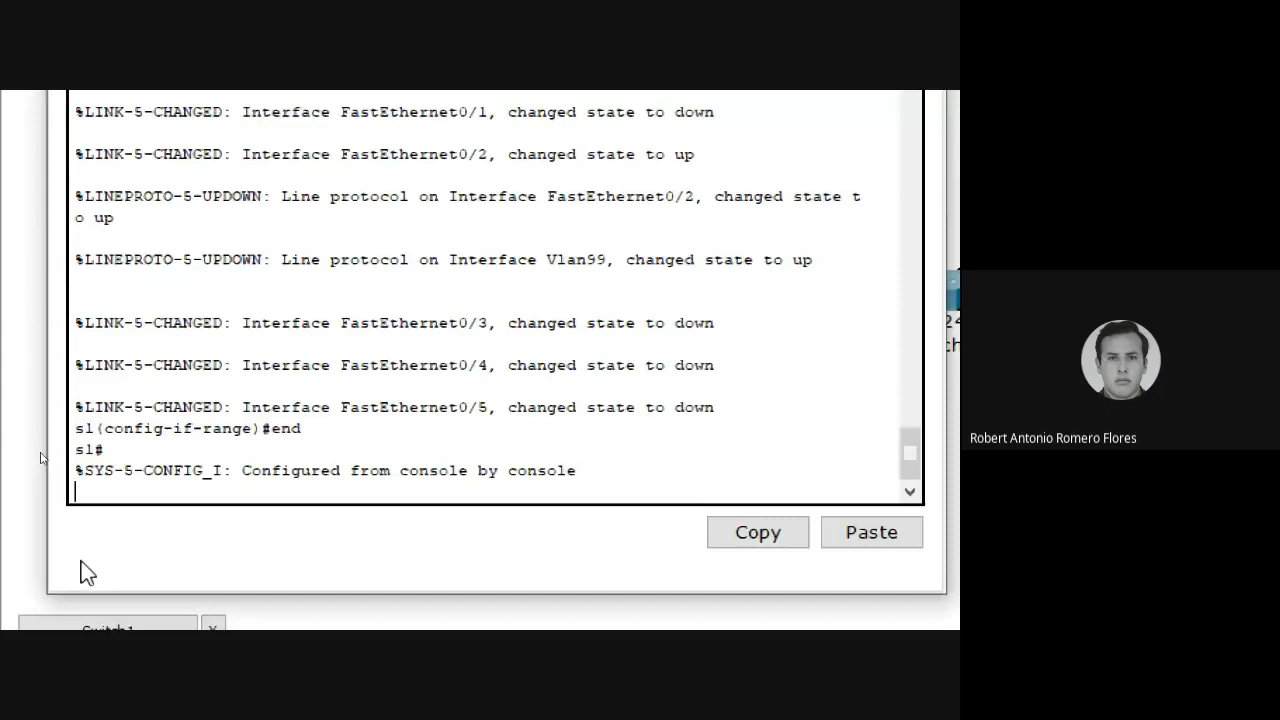 %LINK-5-CHANGED: Interface FastEthernet0/1, changed state to down
%LINK-5-CHANGED: Interface FastEthernet0/2, changed state to up
%LINEPROTO-5-UPDOWN: Line protocol on Interface FastEthernet0/2, changed state t
o up
%LINEPROTO-5-UPDOWN: Line protocol on Interface Vlan99, changed state to up
%LINK-5-CHANGED: Interface FastEthernet0/3, changed state to down
%LINK-5-CHANGED: Interface FastEthernet0/4, changed state to down
%LINK-5-CHANGED: Interface FastEthernet0/5, changed state to down
s1(config-if-range)#end
s1#
%SYS-5-CONFIG_I: Configured from console by console
Copy
Paste
Switch1
X
24
ch
Robert Antonio Romero Flores